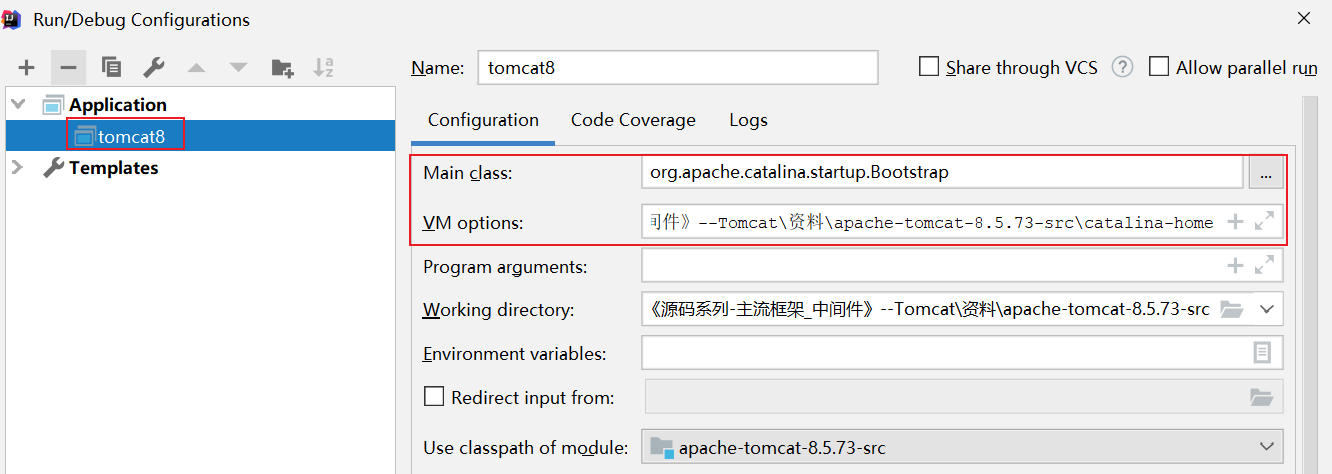 Run/Debug Configurations
Name: tomcat8
Share through VCS ?
Allow parallel run
Application
tomcat8
Templates
Configuration Code Coverage Logs
Main class: org.apache.catalina.startup.Bootstrap ...
VM options: 件》--Tomcat\资料\apache-tomcat-8.5.73-src\catalina-home
Program arguments:
Working directory: 《源码系列-主流框架_中间件》--Tomcat\资料\apache-tomcat-8.5.73-src
Environment variables:
Redirect input from:
Use classpath of module: apache-tomcat-8.5.73-src